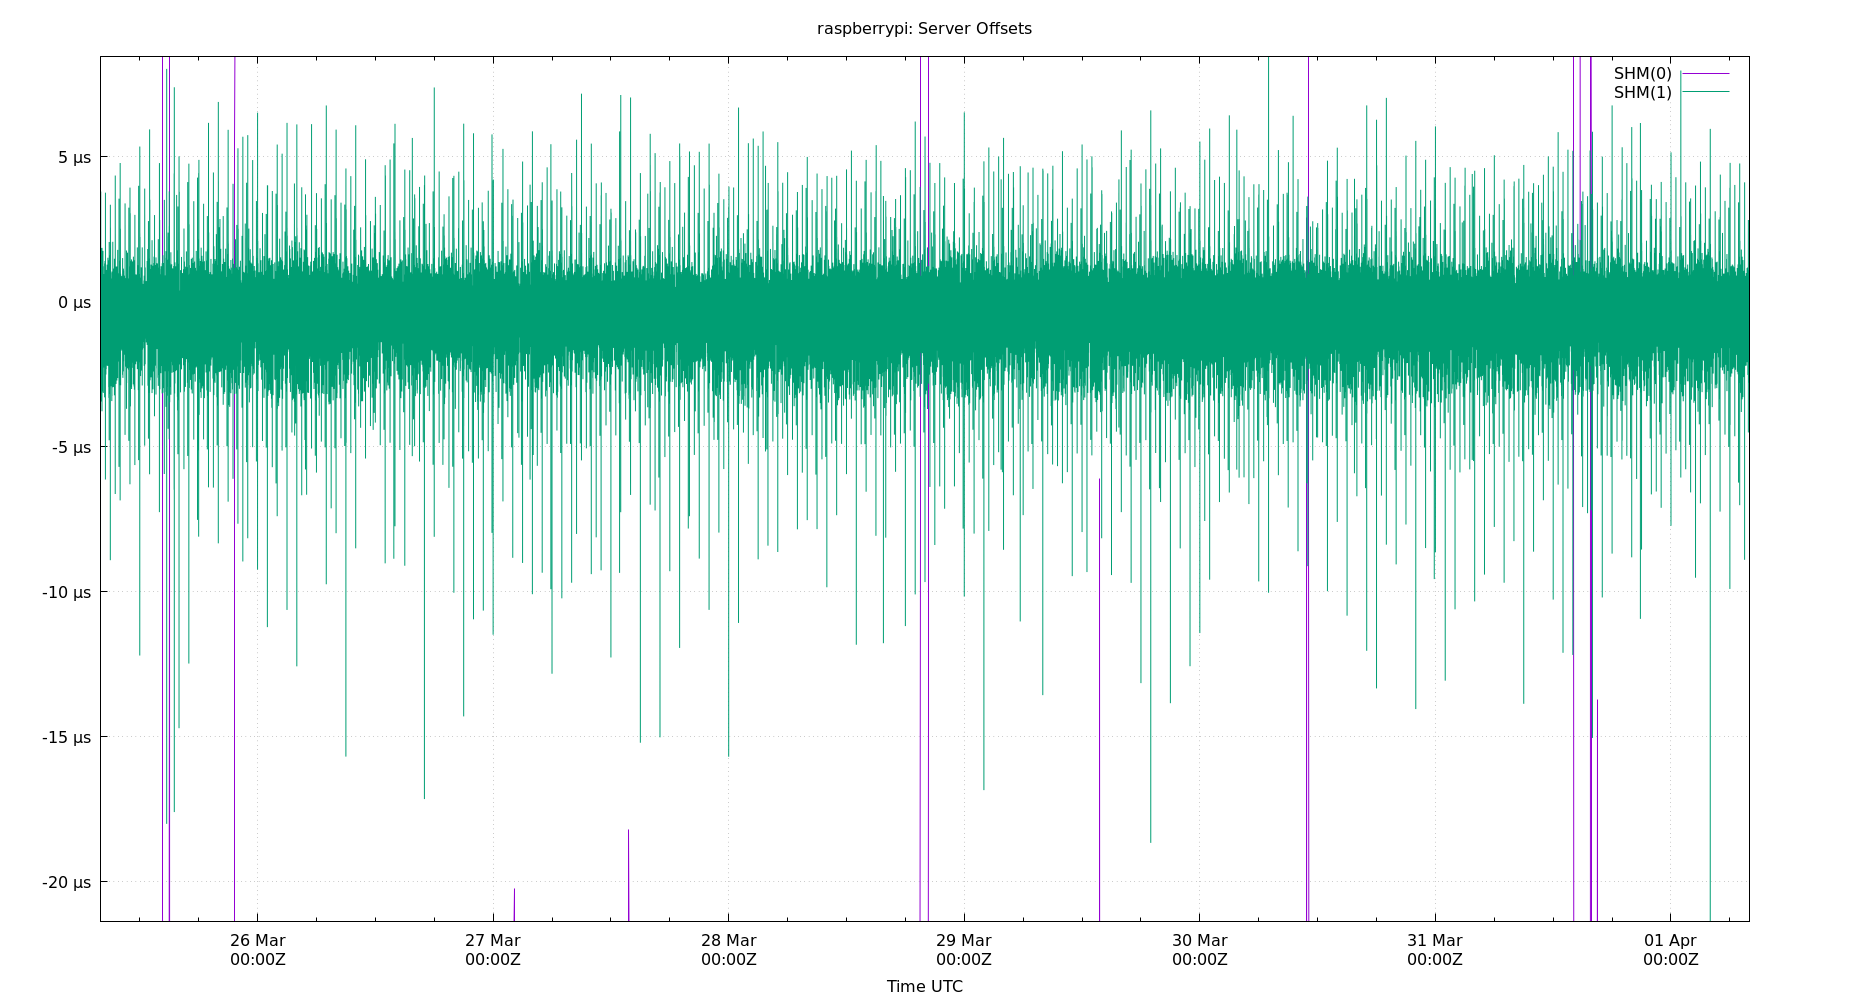 raspberrypi: Server Offsets
SHM(0)
SHM(1)
5 µs
0 µs
-5 µs
-10 µs
-15 µs
-20 µs
26 Mar
00:00Z
27 Mar
00:00Z
28 Mar
00:00Z
29 Mar
00:00Z
30 Mar
00:00Z
31 Mar
00:00Z
01 Apr
00:00Z
Time UTC